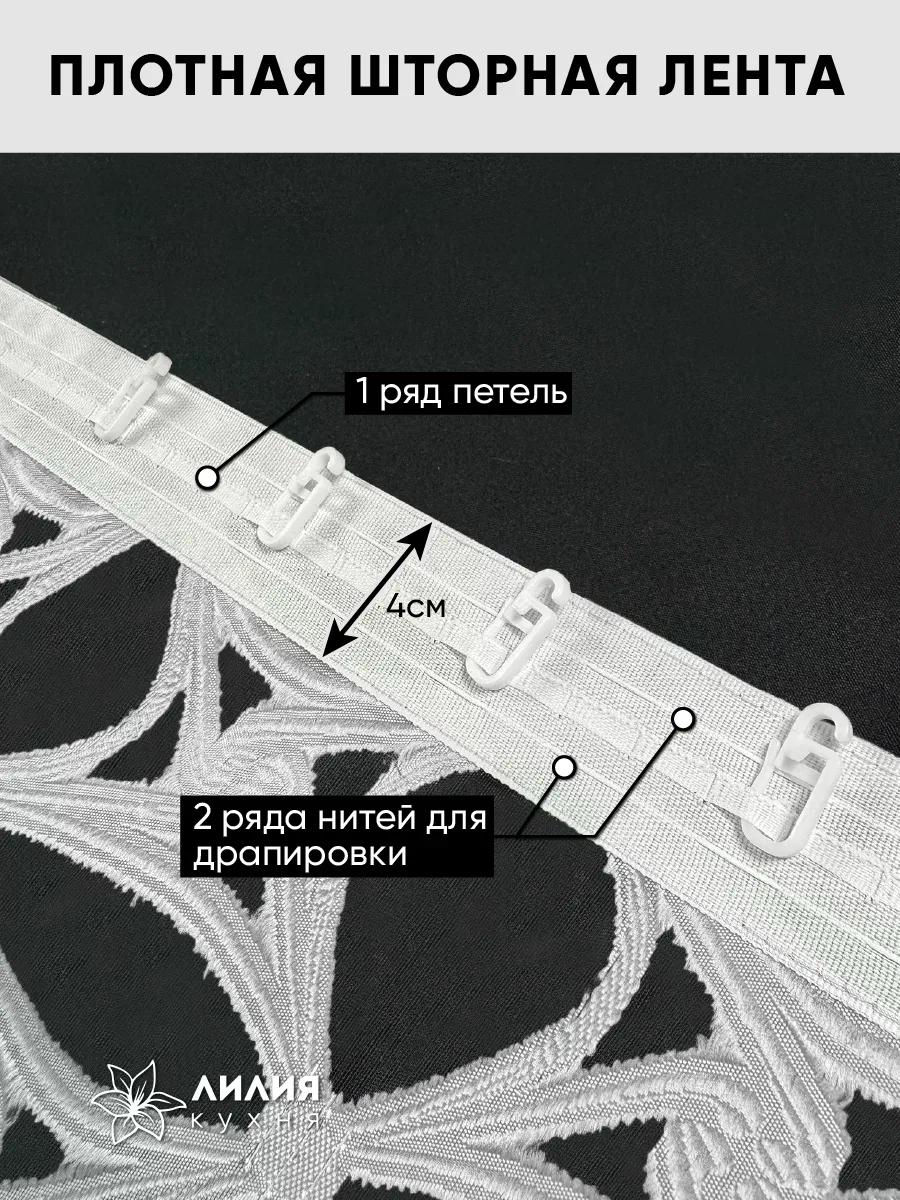 ПЛОТНАЯ ШТОРНАЯ ЛЕНТА
1 ряд петель
4см
2 ряда нитей для
драпировки
ЛИЛИЯ
кухня